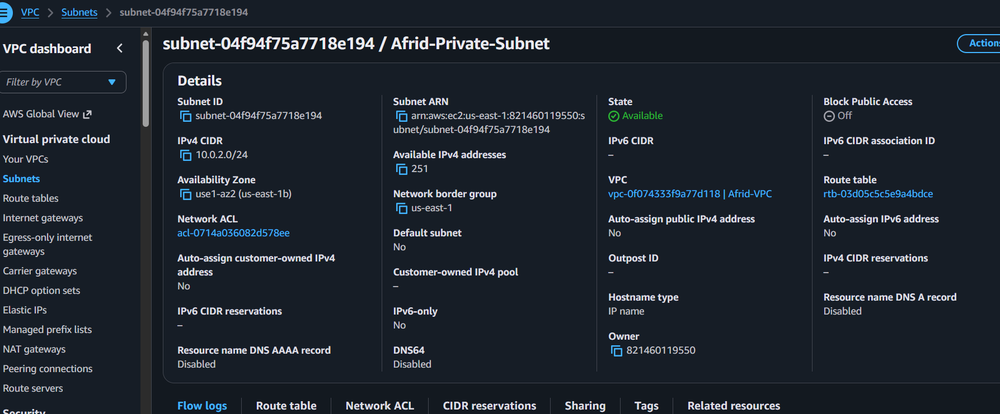 VPC > Subnets > subnet-04f94f75a7718e194
VPC dashboard
Filter by VPC
AWS Global View
Virtual private cloud
Your VPCs
Subnets
Route tables
Internet gateways
Egress-only internet
gateways
Carrier gateways
DHCP option sets
Elastic IPs
Managed prefix lists
NAT gateways
Peering connections
Route servers
Security
subnet-04f94f75a7718e194 / Afrid-Private-Subnet
Actions
Details
Subnet ID
subnet-04f94f75a7718e194
IPv4 CIDR
10.0.2.0/24
Availability Zone
use1-az2 (us-east-1b)
Network ACL
acl-0714a036082d578ee
Auto-assign customer-owned IPv4
address
No
IPv6 CIDR reservations
–
Resource name DNS AAAA record
Disabled
Subnet ARN
arn:aws:ec2:us-east-1:821460119550:s
ubnet/subnet-04f94f75a7718e194
Available IPv4 addresses
251
Network border group
us-east-1
Default subnet
No
Customer-owned IPv4 pool
–
IPv6-only
No
DNS64
Disabled
State
Available
IPv6 CIDR
–
VPC
vpc-0f074333f9a77d118 | Afrid-VPC
Auto-assign public IPv4 address
No
Outpost ID
–
Hostname type
IP name
Owner
821460119550
Block Public Access
Off
IPv6 CIDR association ID
–
Route table
rtb-03d05c5c5e9a4bdce
Auto-assign IPv6 address
No
IPv4 CIDR reservations
–
Resource name DNS A record
Disabled
Flow logs
Route table
Network ACL
CIDR reservations
Sharing
Tags
Related resources